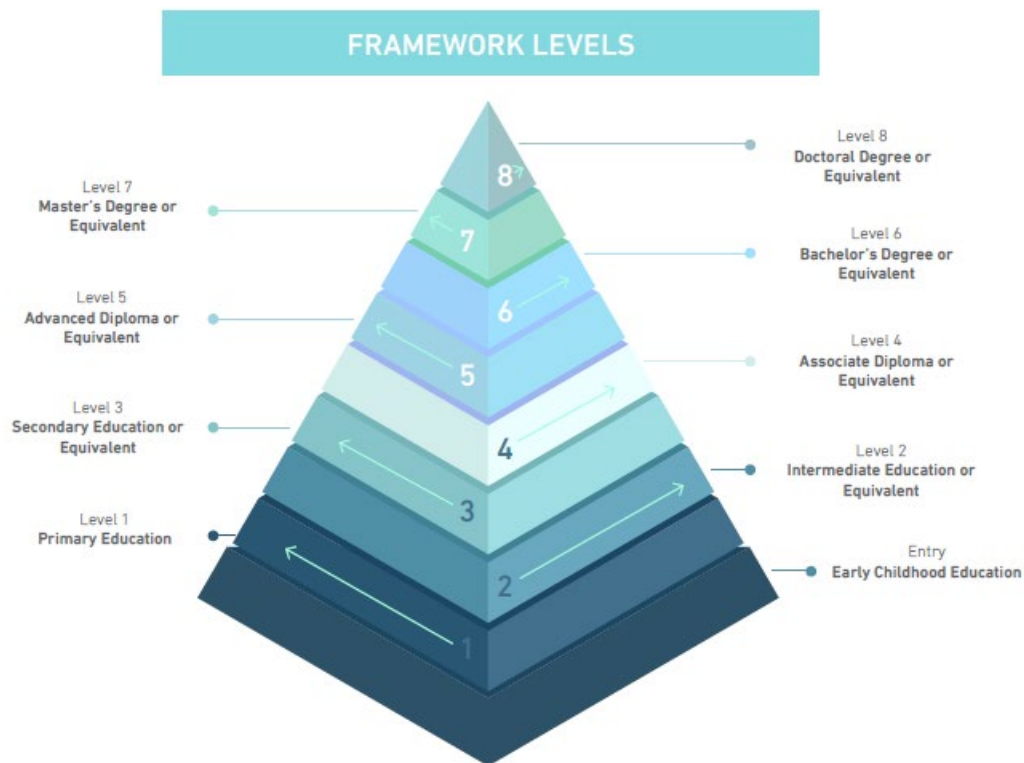 FRAMEWORK LEVELS
Level 8
Doctoral Degree or
Equivalent
Level 7
Master's Degree or
Equivalent
Level 6
Bachelor's Degree or
Equivalent
Level 5
Advanced Diploma or
Equivalent
Level 4
Associate Diploma or
Equivalent
Level 3
Secondary Education or
Equivalent
Level 2
Intermediate Education or
Equivalent
Level 1
Primary Education
Entry
Early Childhood Education
8
7
6
5
4
3
2
1